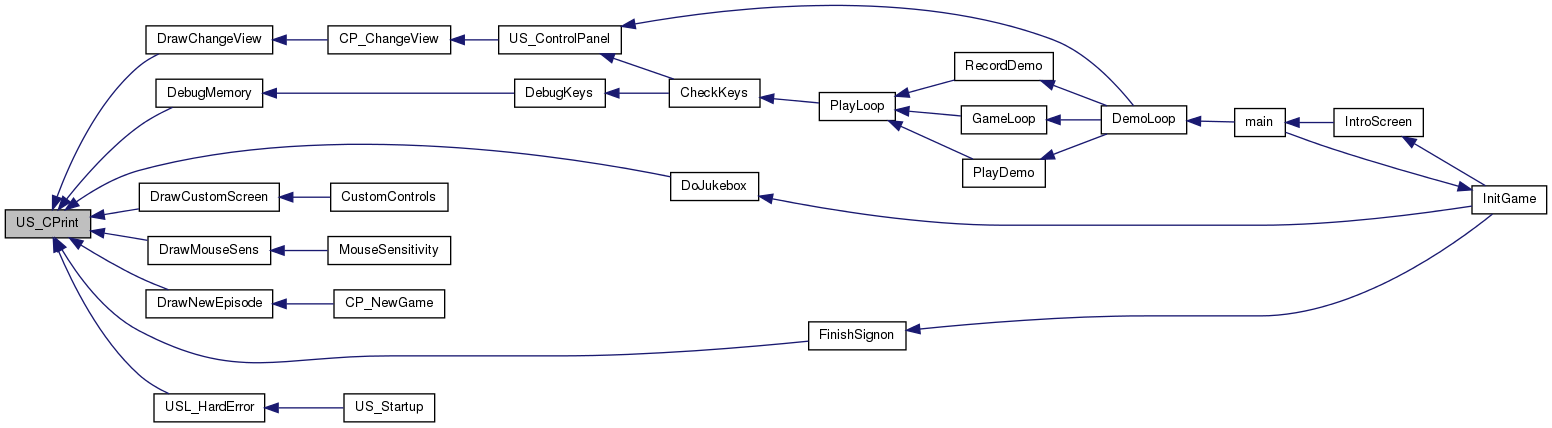 DrawChangeView
CP_ChangeView
US_ControlPanel
RecordDemo
DebugMemory
DebugKeys
CheckKeys
PlayLoop
GameLoop
DemoLoop
main
IntroScreen
PlayDemo
DoJukebox
DrawCustomScreen
CustomControls
InitGame
US_CPrint
DrawMouseSens
MouseSensitivity
DrawNewEpisode
CP_NewGame
FinishSignon
USL_HardError
US_Startup